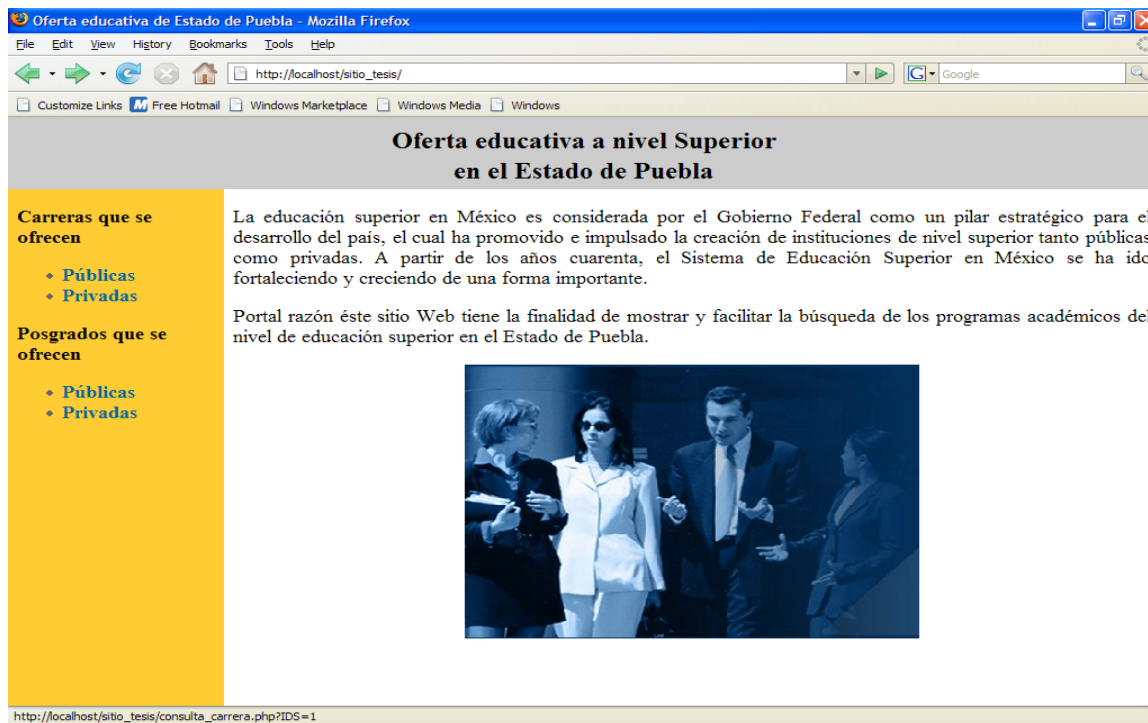 Oferta educativa de Estado de Puebla - Mozilla Firefox
File Edit View History Bookmarks Tools Help
http://localhost/sitio_tesis/
G Google
Customize Links M Free Hotmail Windows Marketplace Windows Media Windows
Oferta educativa a nivel Superior
en el Estado de Puebla
Carreras que se
ofrecen
Públicas
Privadas
Posgrados que se
ofrecen
Públicas
Privadas
La educación superior en México es considerada por el Gobierno Federal como un pilar estratégico para el
desarrollo del país, el cual ha promovido e impulsado la creación de instituciones de nivel superior tanto públicas
como privadas. A partir de los años cuarenta, el Sistema de Educación Superior en México se ha ido
fortaleciendo y creciendo de una forma importante.
Portal razón éste sitio Web tiene la finalidad de mostrar y facilitar la búsqueda de los programas académicos del
nivel de educación superior en el Estado de Puebla.
http://localhost/sitio_tesis/consulta_carrera.php?IDS=1